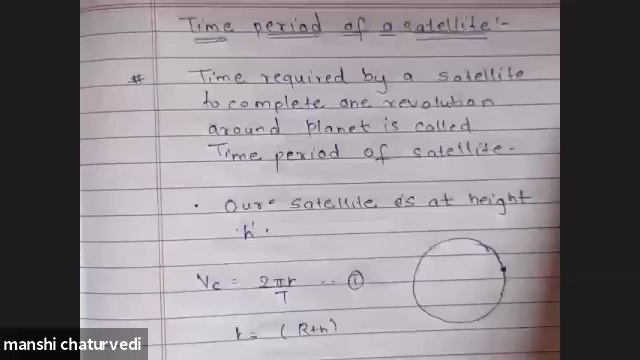 Time period of a satellite :-
# Time required by a satellite
to complete one revolution
around planet is called
Time period of satellite.
• Our satellite is at height
'h'.
Vc = 2πr / T ... ①
r = (R+h)
manshi chaturvedi